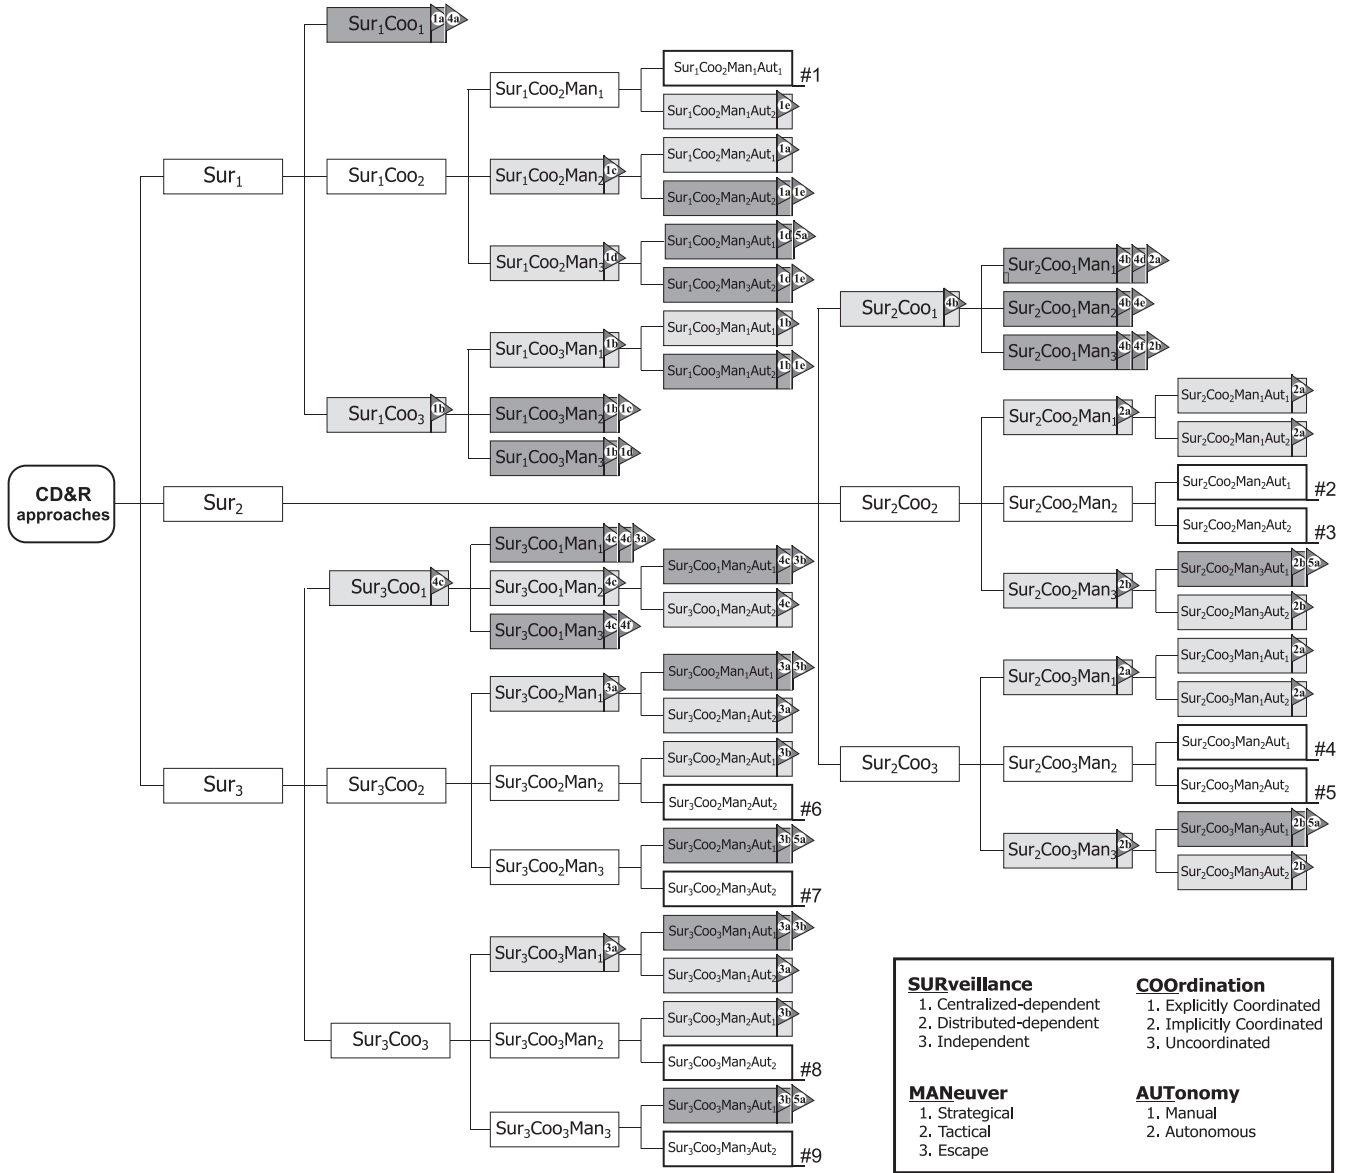 CD&R
approaches
Sur₁
Sur₁Coo₁ 1a 4a
Sur₁Coo₂
Sur₁Coo₂Man₁
Sur₁Coo₂Man₁Aut₁ #1
Sur₁Coo₂Man₁Aut₂ 1e
Sur₁Coo₂Man₂ 1c
Sur₁Coo₂Man₂Aut₁ 1a
Sur₁Coo₂Man₂Aut₂ 1a 1e
Sur₁Coo₂Man₃ 1d
Sur₁Coo₂Man₃Aut₁ 1d 5a
Sur₁Coo₂Man₃Aut₂ 1d 1e
Sur₁Coo₃ 1b
Sur₁Coo₃Man₁ 1b
Sur₁Coo₃Man₁Aut₁ 1b
Sur₁Coo₃Man₁Aut₂ 1b 1e
Sur₁Coo₃Man₂ 1b 1c
Sur₁Coo₃Man₃ 1b 1d
Sur₂
Sur₂Coo₁ 4b
Sur₂Coo₁Man₁ 4b 4d 2a
Sur₂Coo₁Man₂ 4b 4e
Sur₂Coo₁Man₃ 4b 4f 2b
Sur₂Coo₂
Sur₂Coo₂Man₁ 2a
Sur₂Coo₂Man₁Aut₁ 2a
Sur₂Coo₂Man₁Aut₂ 2a
Sur₂Coo₂Man₂
Sur₂Coo₂Man₂Aut₁ #2
Sur₂Coo₂Man₂Aut₂ #3
Sur₂Coo₂Man₃ 2b
Sur₂Coo₂Man₃Aut₁ 2b 5a
Sur₂Coo₂Man₃Aut₂ 2b
Sur₂Coo₃
Sur₂Coo₃Man₁ 2a
Sur₂Coo₃Man₁Aut₁ 2a
Sur₂Coo₃Man₁Aut₂ 2a
Sur₂Coo₃Man₂
Sur₂Coo₃Man₂Aut₁ #4
Sur₂Coo₃Man₂Aut₂ #5
Sur₂Coo₃Man₃ 2b
Sur₂Coo₃Man₃Aut₁ 2b 5a
Sur₂Coo₃Man₃Aut₂ 2b
Sur₃
Sur₃Coo₁ 4c
Sur₃Coo₁Man₁ 4c 4d 3a
Sur₃Coo₁Man₂ 4c
Sur₃Coo₁Man₂Aut₁ 4c 3b
Sur₃Coo₁Man₂Aut₂ 4c
Sur₃Coo₁Man₃ 4c 4f
Sur₃Coo₂
Sur₃Coo₂Man₁ 3a
Sur₃Coo₂Man₁Aut₁ 3a 3b
Sur₃Coo₂Man₁Aut₂ 3a
Sur₃Coo₂Man₂
Sur₃Coo₂Man₂Aut₁ 3b
Sur₃Coo₂Man₂Aut₂ #6
Sur₃Coo₂Man₃
Sur₃Coo₂Man₃Aut₁ 3b 5a
Sur₃Coo₂Man₃Aut₂ #7
Sur₃Coo₃
Sur₃Coo₃Man₁ 3a
Sur₃Coo₃Man₁Aut₁ 3a 3b
Sur₃Coo₃Man₁Aut₂ 3a
Sur₃Coo₃Man₂
Sur₃Coo₃Man₂Aut₁ 3b
Sur₃Coo₃Man₂Aut₂ #8
Sur₃Coo₃Man₃
Sur₃Coo₃Man₃Aut₁ 3b 5a
Sur₃Coo₃Man₃Aut₂ #9
SURveillance
1. Centralized-dependent
2. Distributed-dependent
3. Independent
COOrdination
1. Explicitly Coordinated
2. Implicitly Coordinated
3. Uncoordinated
MANeuver
1. Strategical
2. Tactical
3. Escape
AUTonomy
1. Manual
2. Autonomous